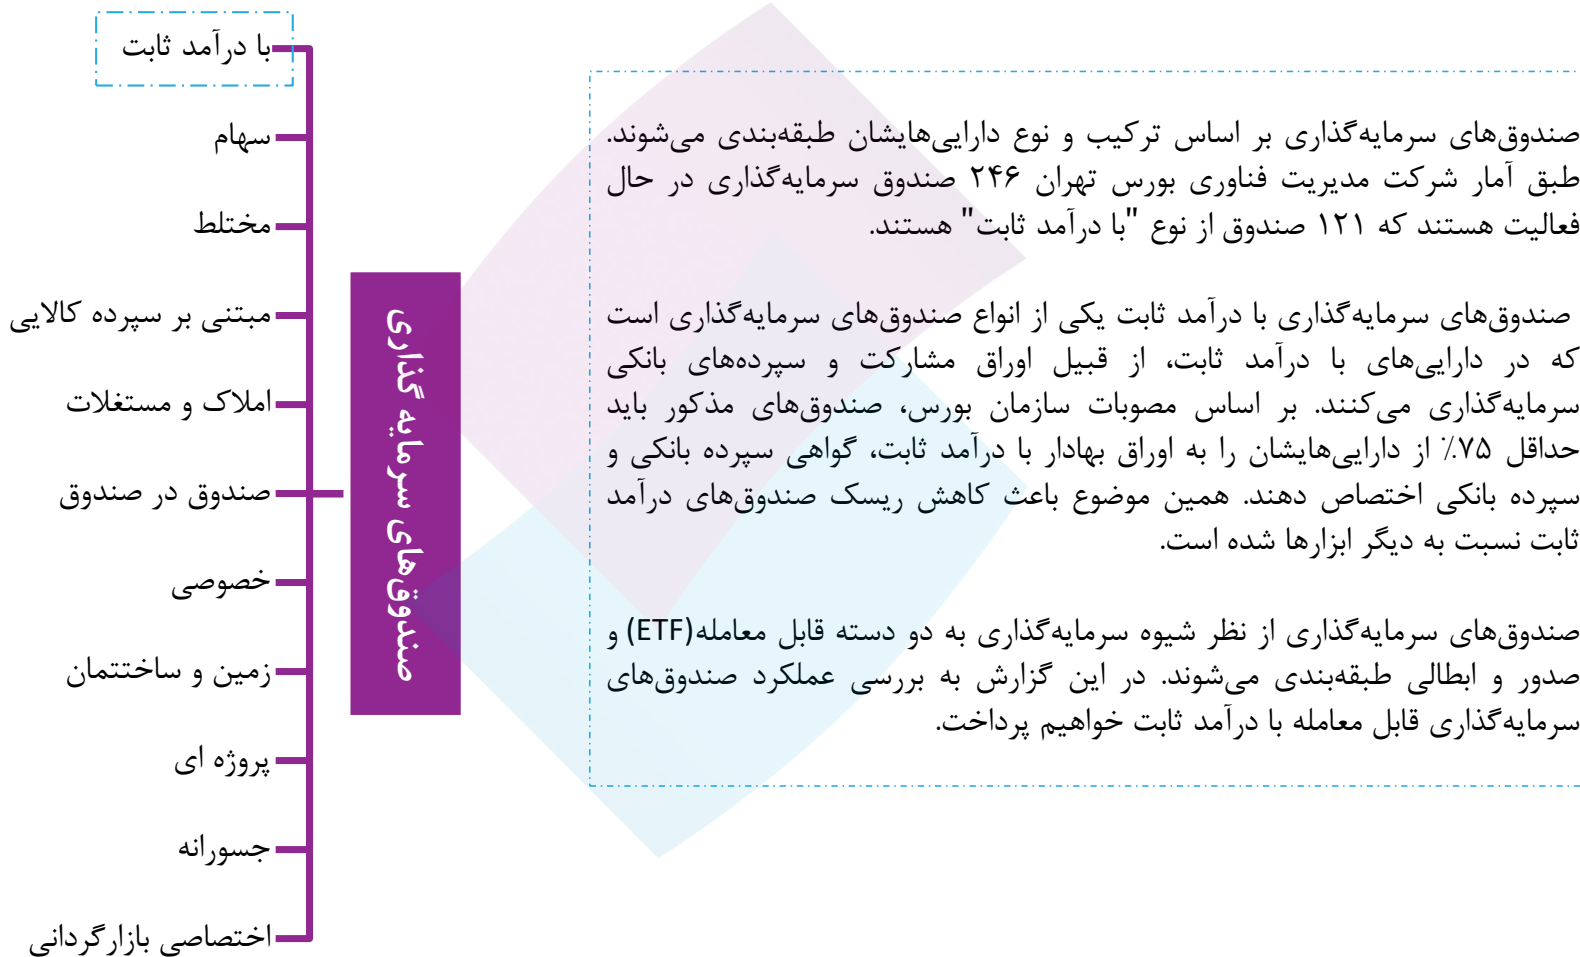 صندوق‌های سرمایه‌گذاری بر اساس ترکیب و نوع دارایی‌هایشان طبقه‌بندی می‌شوند.
طبق آمار شرکت مدیریت فناوری بورس تهران ۲۴۶ صندوق سرمایه‌گذاری در حال
فعالیت هستند که ۱۲۱ صندوق از نوع "با درآمد ثابت" هستند.
صندوق‌های سرمایه‌گذاری با درآمد ثابت یکی از انواع صندوق‌های سرمایه‌گذاری است
که در دارایی‌های با درآمد ثابت، از قبیل اوراق مشارکت و سپرده‌های بانکی
سرمایه‌گذاری می‌کنند. بر اساس مصوبات سازمان بورس، صندوق‌های مذکور باید
حداقل ۷۵٪ از دارایی‌هایشان را به اوراق بهادار با درآمد ثابت، گواهی سپرده بانکی و
سپرده بانکی اختصاص دهند. همین موضوع باعث کاهش ریسک صندوق‌های درآمد
ثابت نسبت به دیگر ابزارها شده است.
صندوق‌های سرمایه‌گذاری از نظر شیوه سرمایه‌گذاری به دو دسته قابل معامله(ETF) و
صدور و ابطالی طبقه‌بندی می‌شوند. در این گزارش به بررسی عملکرد صندوق‌های
سرمایه‌گذاری قابل معامله با درآمد ثابت خواهیم پرداخت.
صندوق‌های سرمایه گذاری
با درآمد ثابت
سهام
مختلط
مبتنی بر سپرده کالایی
املاک و مستغلات
صندوق در صندوق
خصوصی
زمین و ساختتمان
پروژه ای
جسورانه
اختصاصی بازارگردانی